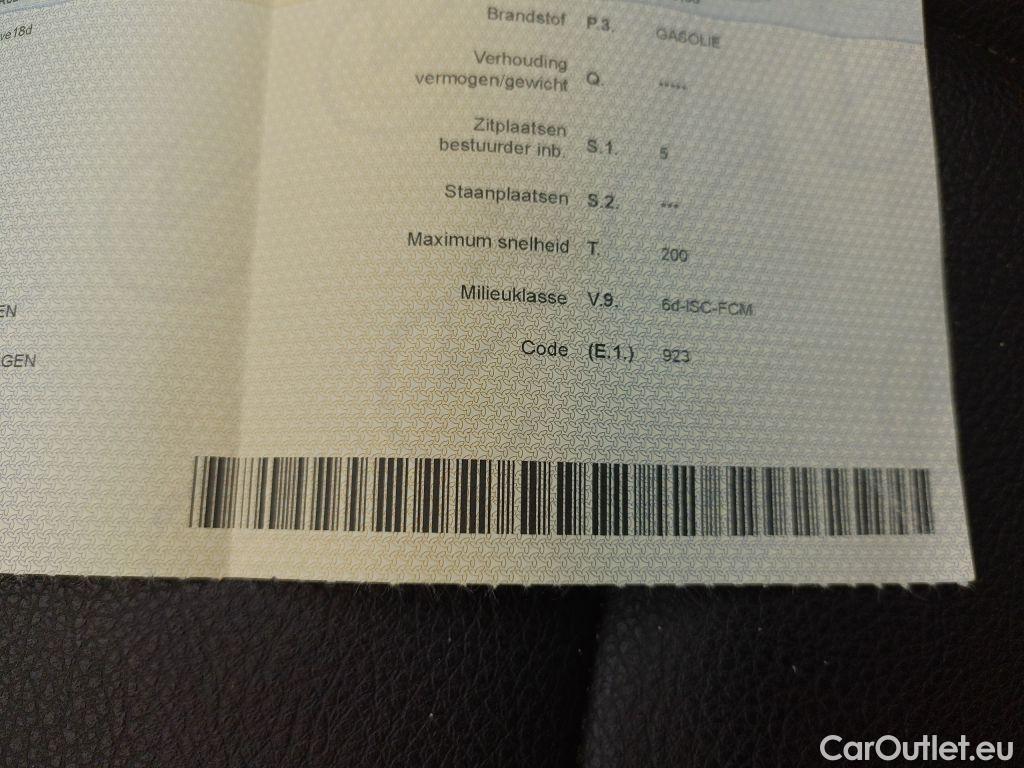 ve18d
Brandstof P.3. GASOLIE
Verhouding
vermogen/gewicht Q. *****
Zitplaatsen
bestuurder inb. S.1. 5
Staanplaatsen S.2. ***
Maximum snelheid T. 200
Milieuklasse V.9. 6d-ISC-FCM
EN
Code (E.1.) 923
GEN
CarOutlet.eu